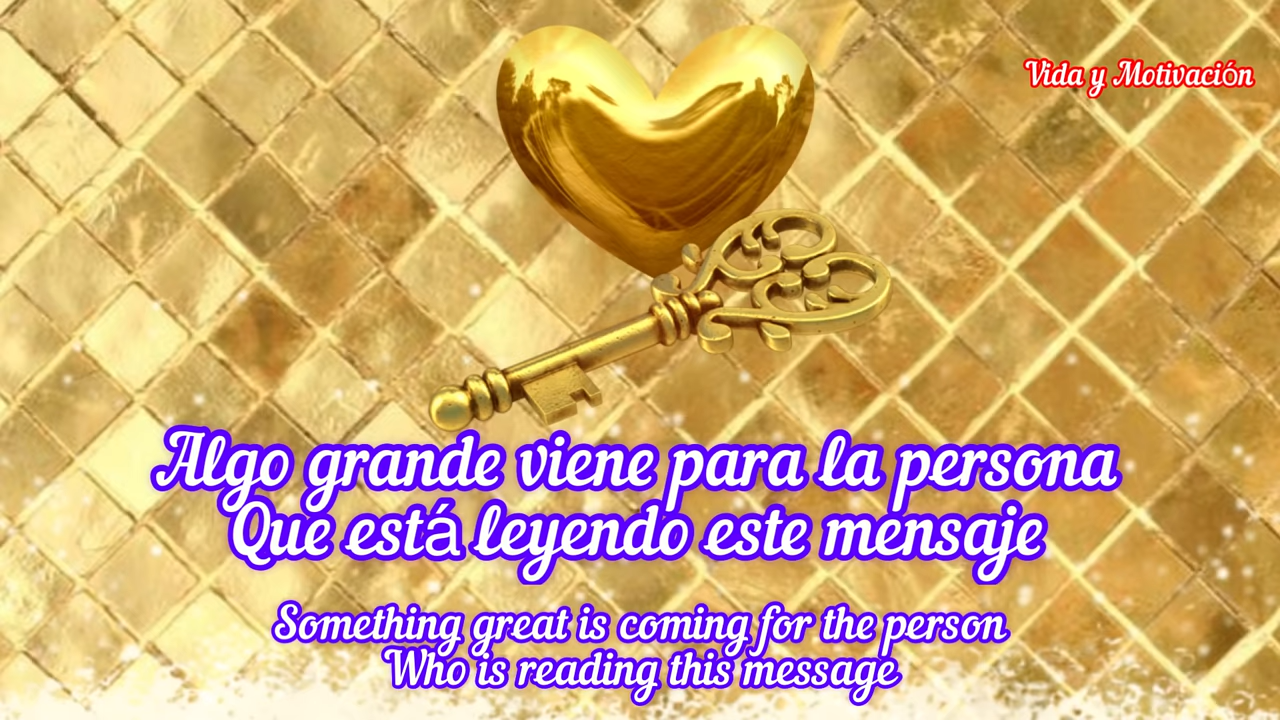 Vida y Motivación
Algo grande viene para la persona
Que está leyendo este mensaje
Something great is coming for the person
Who is reading this message